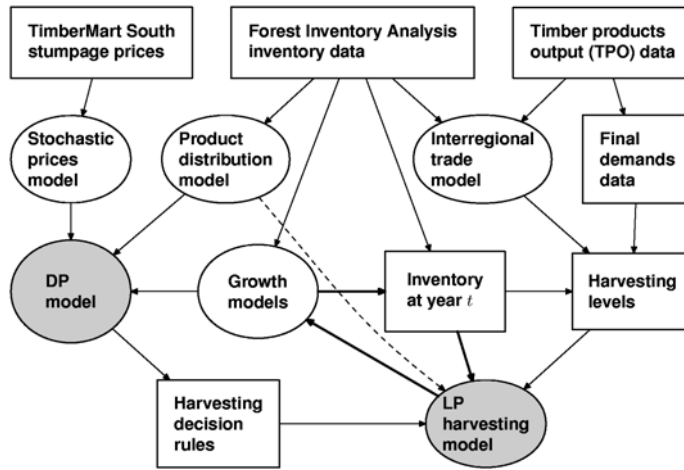 TimberMart South
stumpage prices
Forest Inventory Analysis
inventory data
Timber products
output (TPO) data
Stochastic
prices
model
Product
distribution
model
Interregional
trade
model
Final
demands
data
DP
model
Growth
models
Inventory
at year t
Harvesting
levels
Harvesting
decision
rules
LP
harvesting
model